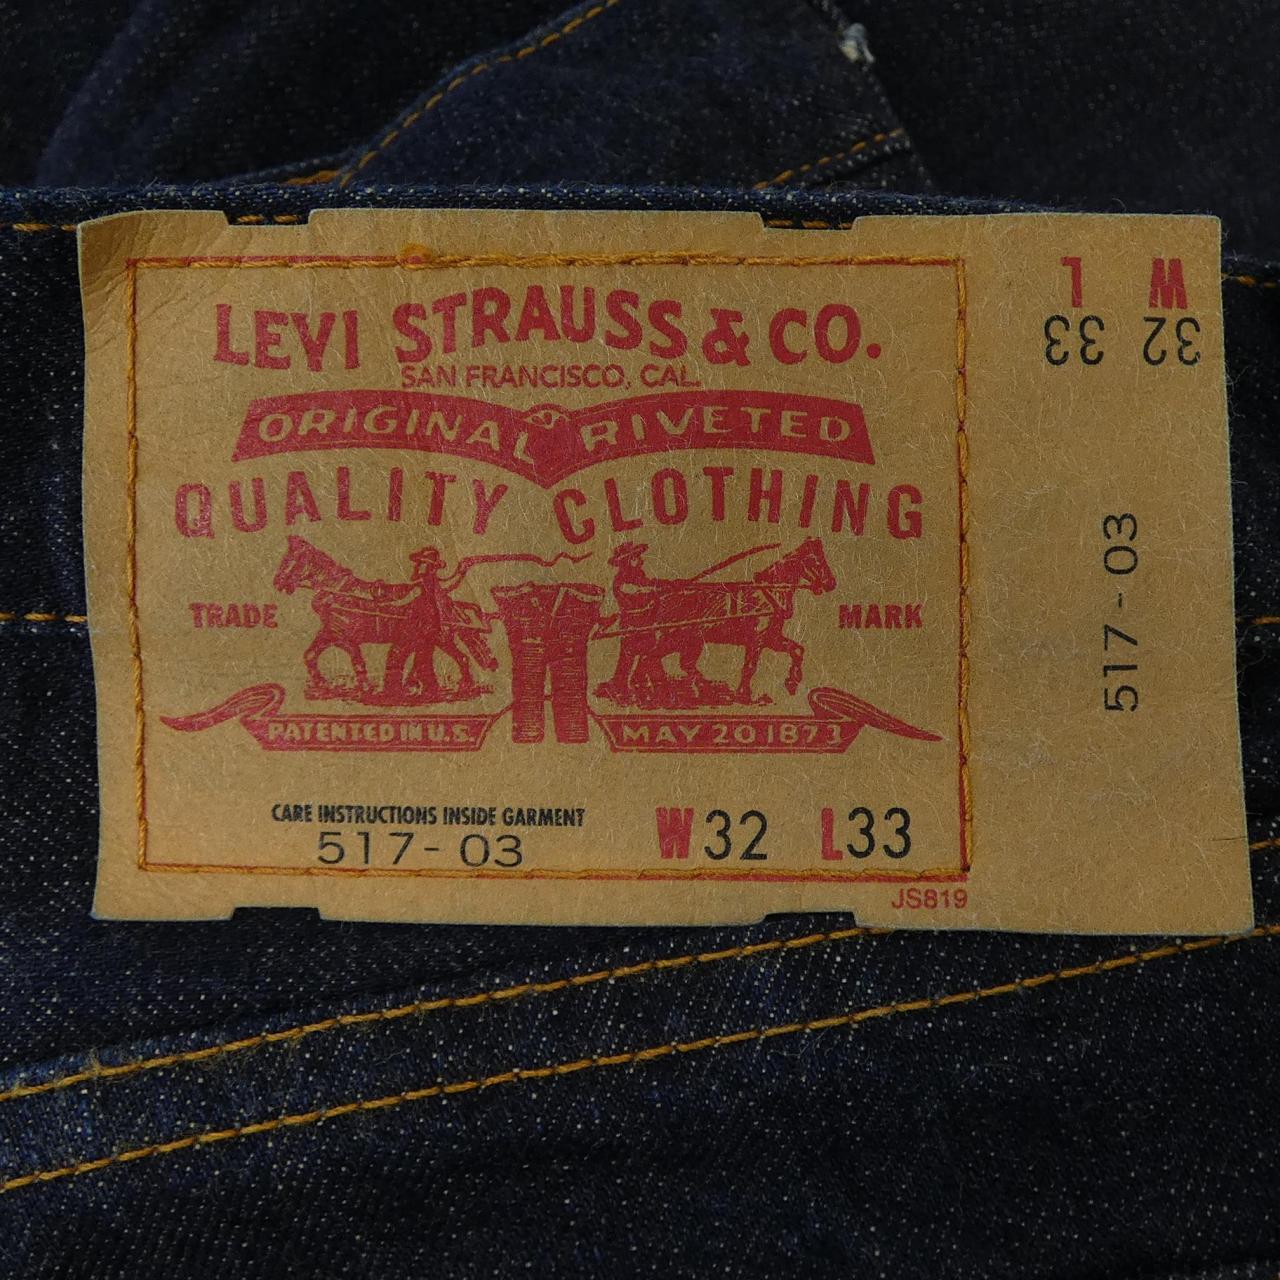 LEVI STRAUSS & CO.
SAN FRANCISCO, CAL.
ORIGINAL RIVETED
QUALITY CLOTHING
TRADE MARK
PATENTED IN U.S. MAY 20 1873
CARE INSTRUCTIONS INSIDE GARMENT
517-03
W32 L33
JS819
W L
32 33
517-03